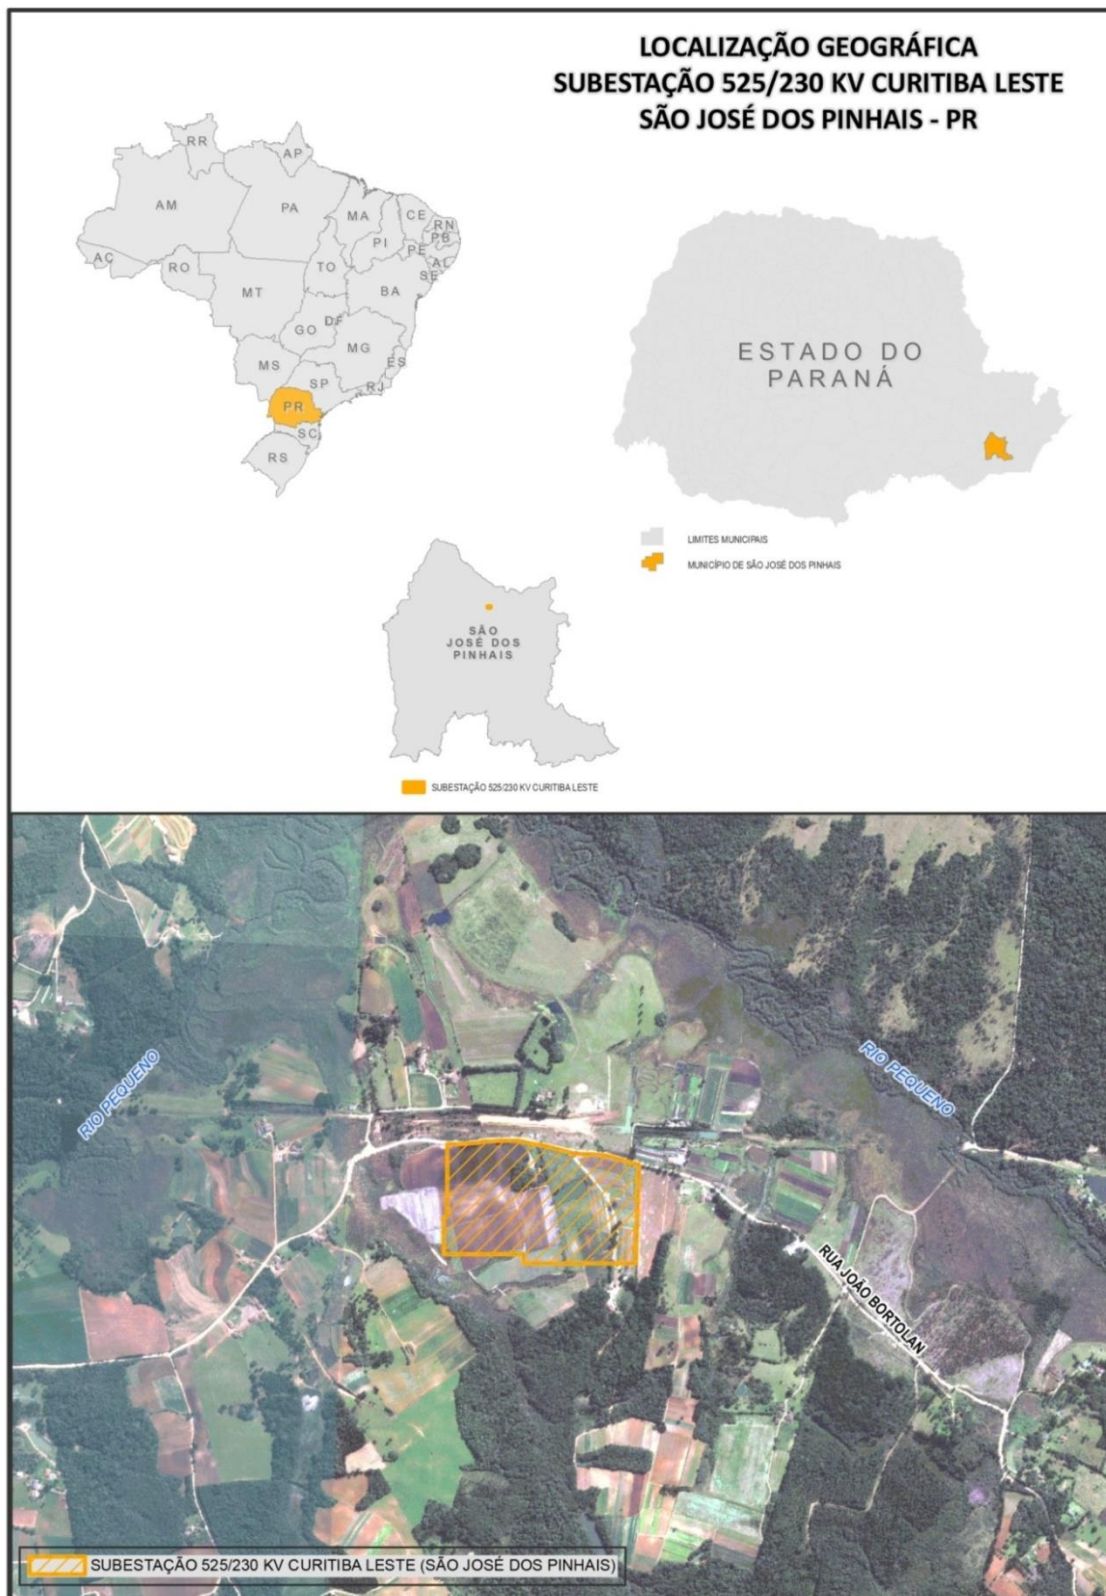 LOCALIZAÇÃO GEOGRÁFICA
SUBESTAÇÃO 525/230 KV CURITIBA LESTE
SÃO JOSÉ DOS PINHAIS - PR
RR
AP
AM
PA
MA
CE
RN
PB
PI
PE
AL
SE
AC
RO
TO
MT
BA
GO
DF
MG
MS
ES
SP
RJ
PR
SC
RS
ESTADO DO
PARANÁ
LIMITES MUNICIPAIS
MUNICÍPIO DE SÃO JOSÉ DOS PINHAIS
SÃO
JOSÉ DOS
PINHAIS
SUBESTAÇÃO 525/230 KV CURITIBA LESTE
RIO PEQUENO
RIO PEQUENO
RUA JOÃO BORTOLAN
SUBESTAÇÃO 525/230 KV CURITIBA LESTE (SÃO JOSÉ DOS PINHAIS)